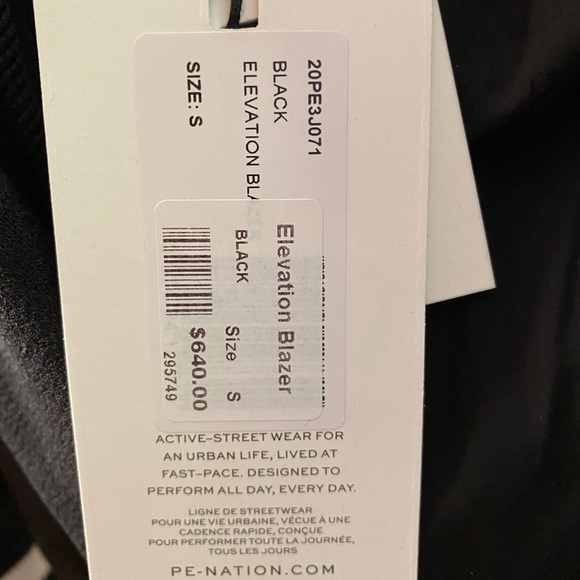 20PE3J071
BLACK
ELEVATION BLA
SIZE: S
Elevation Blazer
BLACK
Size S
$640.00
295749
ACTIVE–STREET WEAR FOR
AN URBAN LIFE, LIVED AT
FAST–PACE. DESIGNED TO
PERFORM ALL DAY, EVERY DAY.
LIGNE DE STREETWEAR
POUR UNE VIE URBAINE, VÉCUE À UNE
CADENCE RAPIDE, CONÇUE
POUR PERFORMER TOUTE LA JOURNÉE,
TOUS LES JOURS
PE-NATION.COM